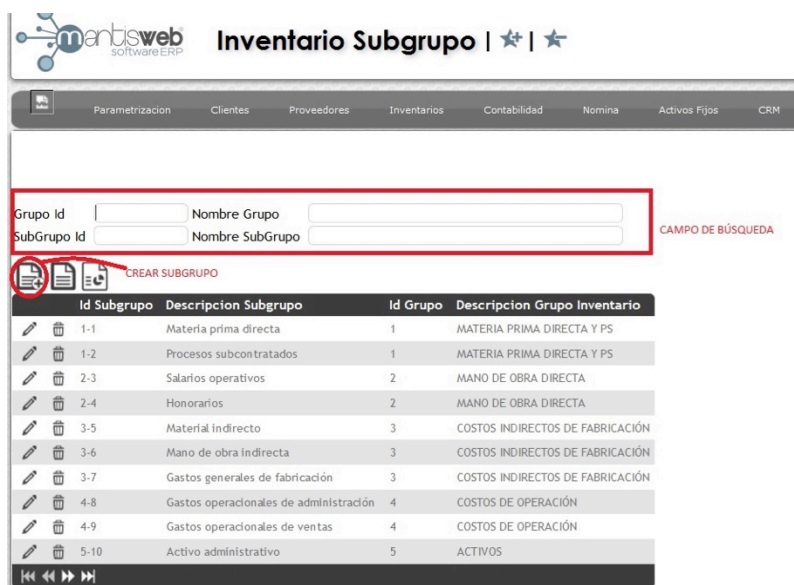 mantisweb
software ERP
Inventario Subgrupo | |
Parametrizacion Clientes Proveedores Inventarios Contabilidad Nomina Activos Fijos CRM
Grupo Id Nombre Grupo
SubGrupo Id Nombre SubGrupo
CAMPO DE BÚSQUEDA
CREAR SUBGRUPO
Id Subgrupo Descripcion Subgrupo Id Grupo Descripcion Grupo Inventario
1-1 Materia prima directa 1 MATERIA PRIMA DIRECTA Y PS
1-2 Procesos subcontratados 1 MATERIA PRIMA DIRECTA Y PS
2-3 Salarios operativos 2 MANO DE OBRA DIRECTA
2-4 Honorarios 2 MANO DE OBRA DIRECTA
3-5 Material indirecto 3 COSTOS INDIRECTOS DE FABRICACIÓN
3-6 Mano de obra indirecta 3 COSTOS INDIRECTOS DE FABRICACIÓN
3-7 Gastos generales de fabricación 3 COSTOS INDIRECTOS DE FABRICACIÓN
4-8 Gastos operacionales de administración 4 COSTOS DE OPERACIÓN
4-9 Gastos operacionales de ventas 4 COSTOS DE OPERACIÓN
5-10 Activo administrativo 5 ACTIVOS